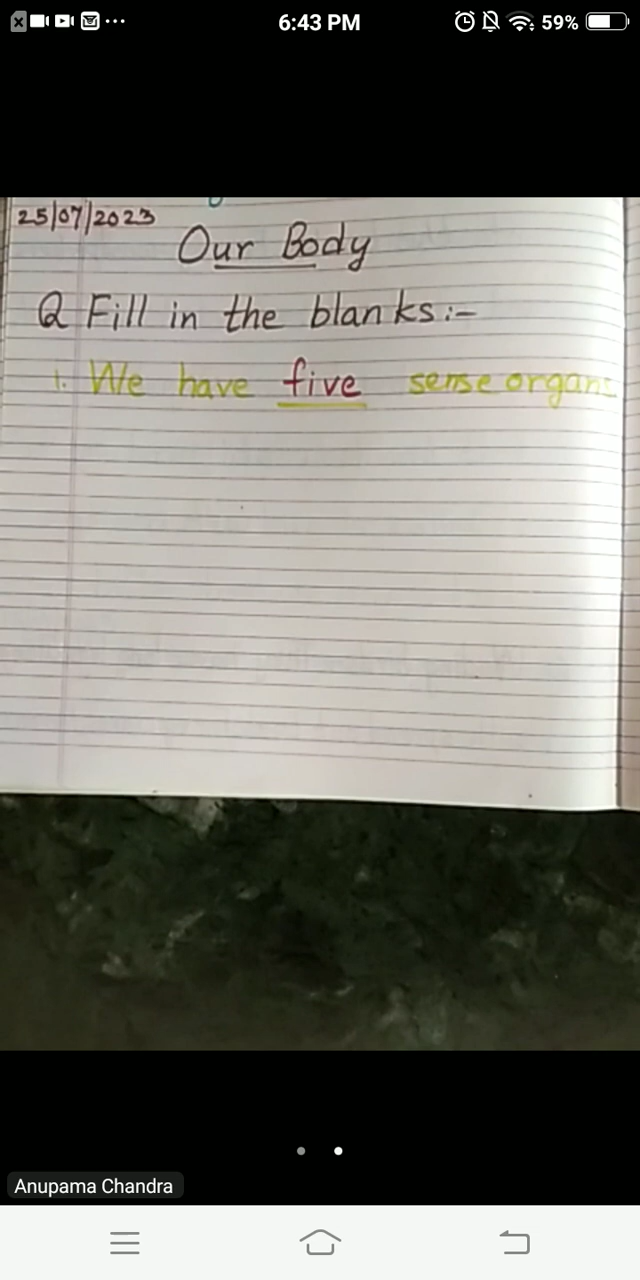 6:43 PM
59%
25/07/2023
Our Body
Q Fill in the blanks:-
1. We have five sense organs
Anupama Chandra